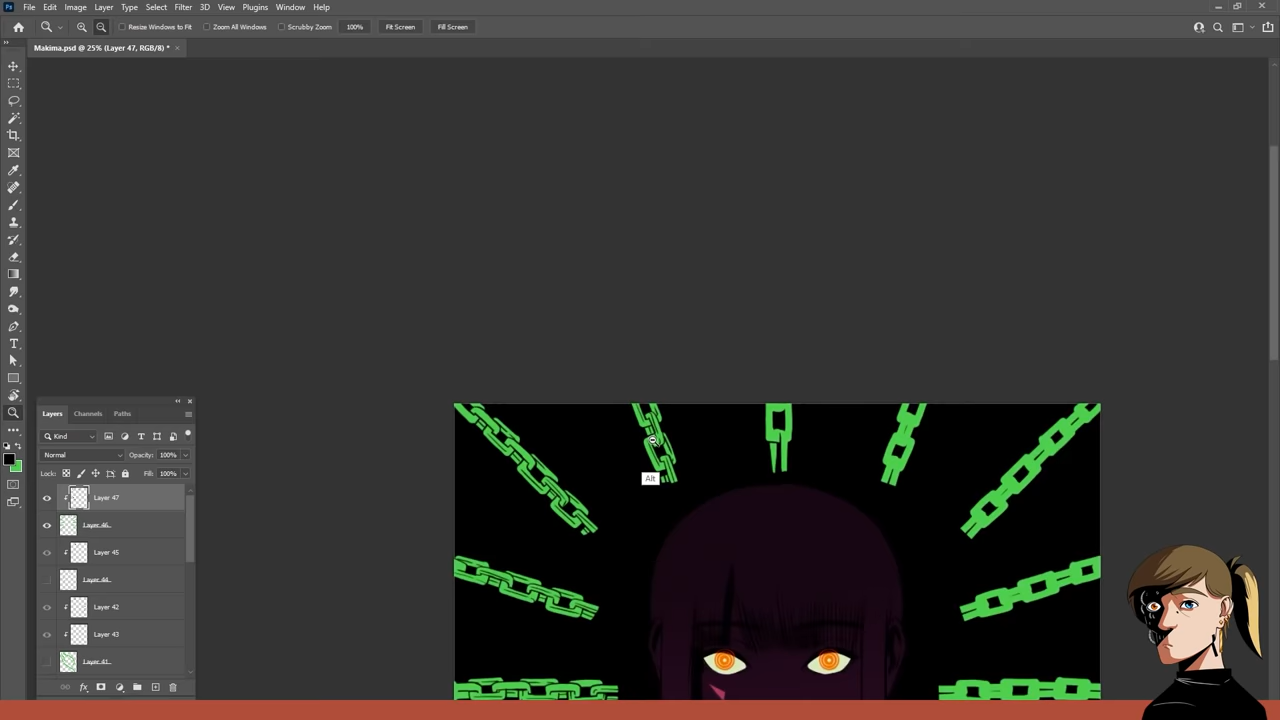 Ps File Edit Image Layer Type Select Filter 3D View Plugins Window Help
Resize Windows to Fit Zoom All Windows Scrubby Zoom 100% Fit Screen Fill Screen
Makima.psd @ 25% (Layer 47, RGB/8) *
Layers Channels Paths
Kind
Normal Opacity: 100%
Lock: Fill: 100%
Layer 47
Layer 46
Layer 45
Layer 44
Layer 42
Layer 43
Layer 41
Alt